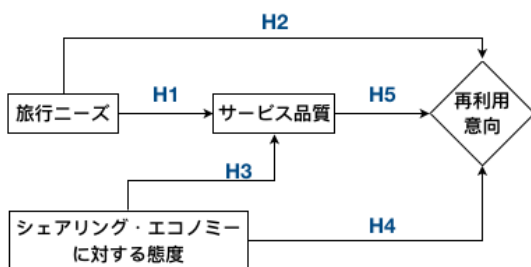 H2
旅行ニーズ
H1
サービス品質
H5
再利用
意向
H3
シェアリング・エコノミー
に対する態度
H4